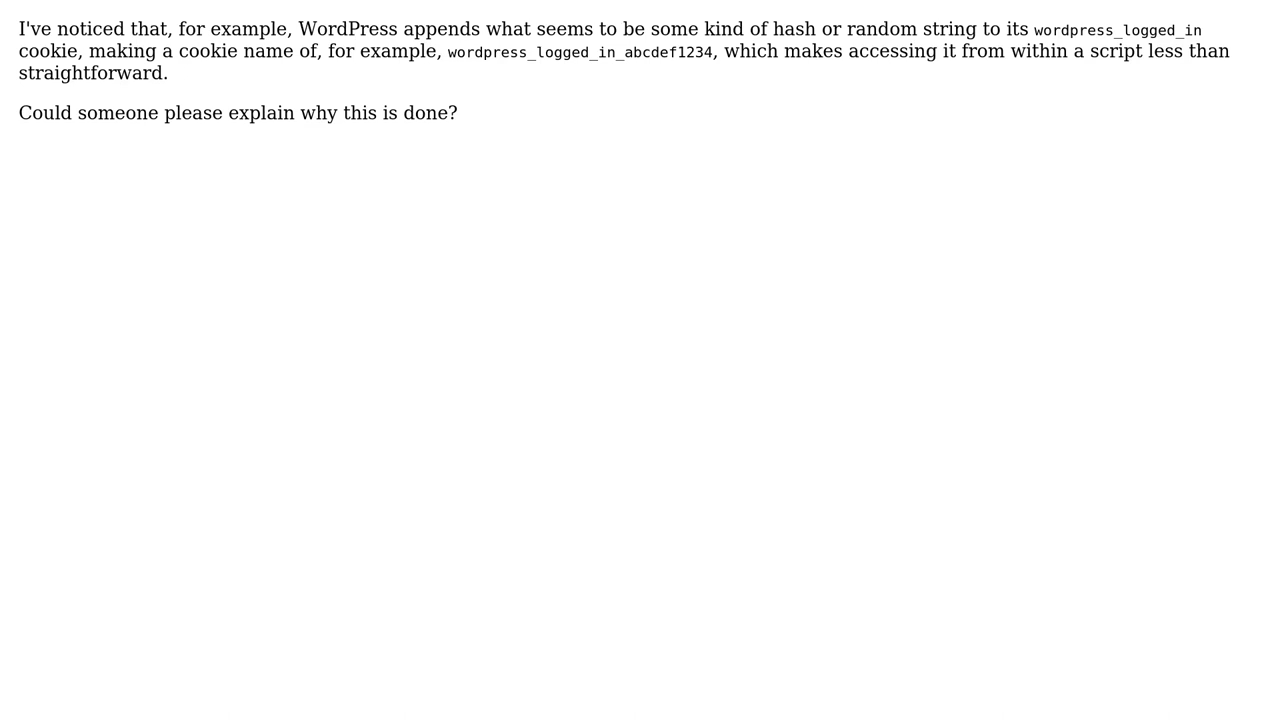 I've noticed that, for example, WordPress appends what seems to be some kind of hash or random string to its wordpress_logged_in
cookie, making a cookie name of, for example, wordpress_logged_in_abcdef1234, which makes accessing it from within a script less than
straightforward.
Could someone please explain why this is done?